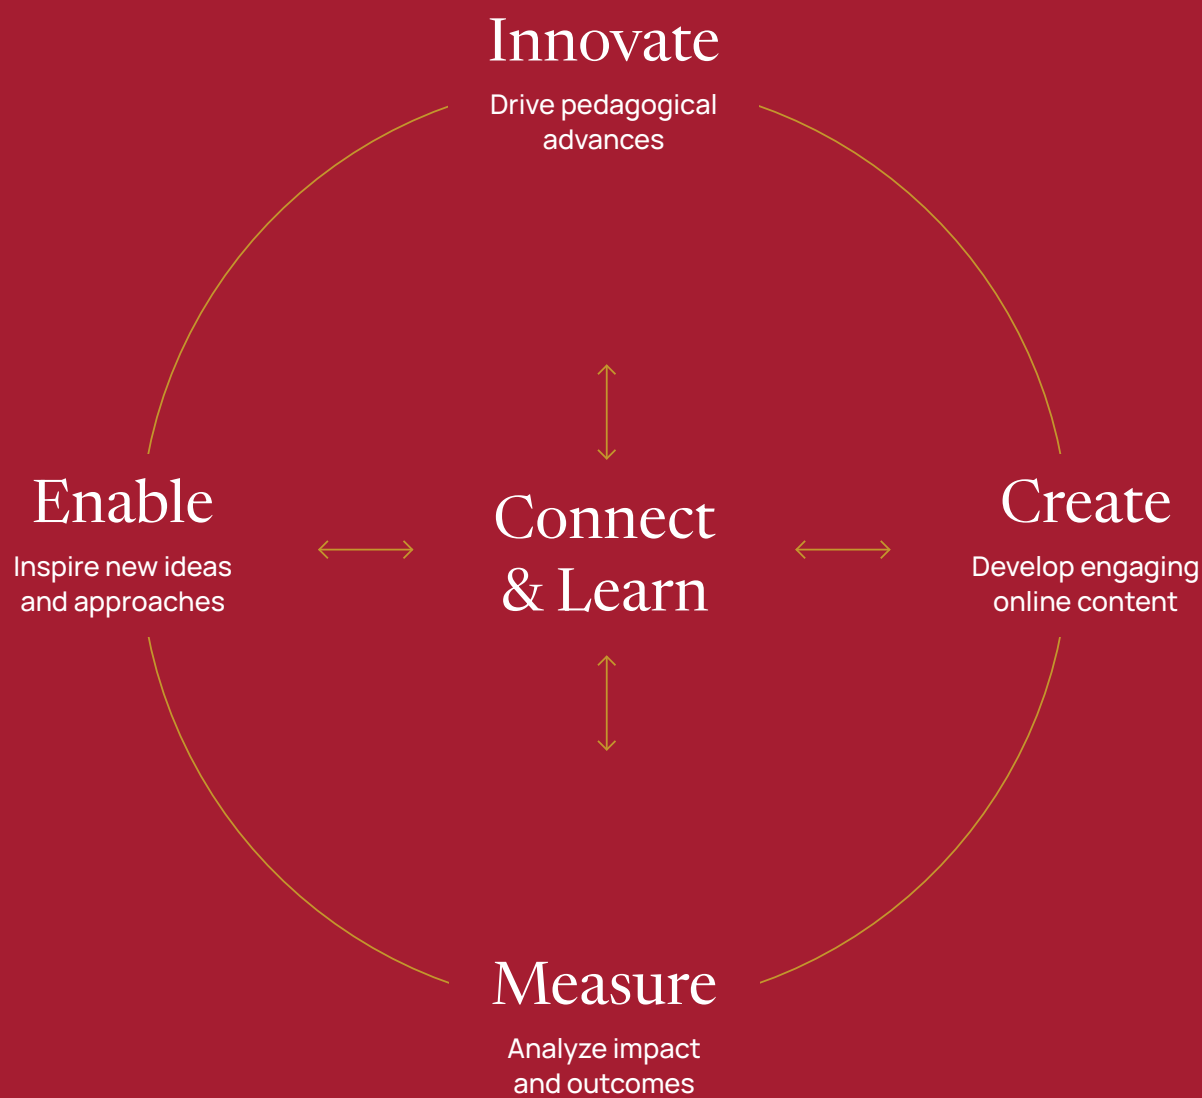 Innovate
Drive pedagogical
advances
Enable
Inspire new ideas
and approaches
Connect
& Learn
Create
Develop engaging
online content
Measure
Analyze impact
and outcomes